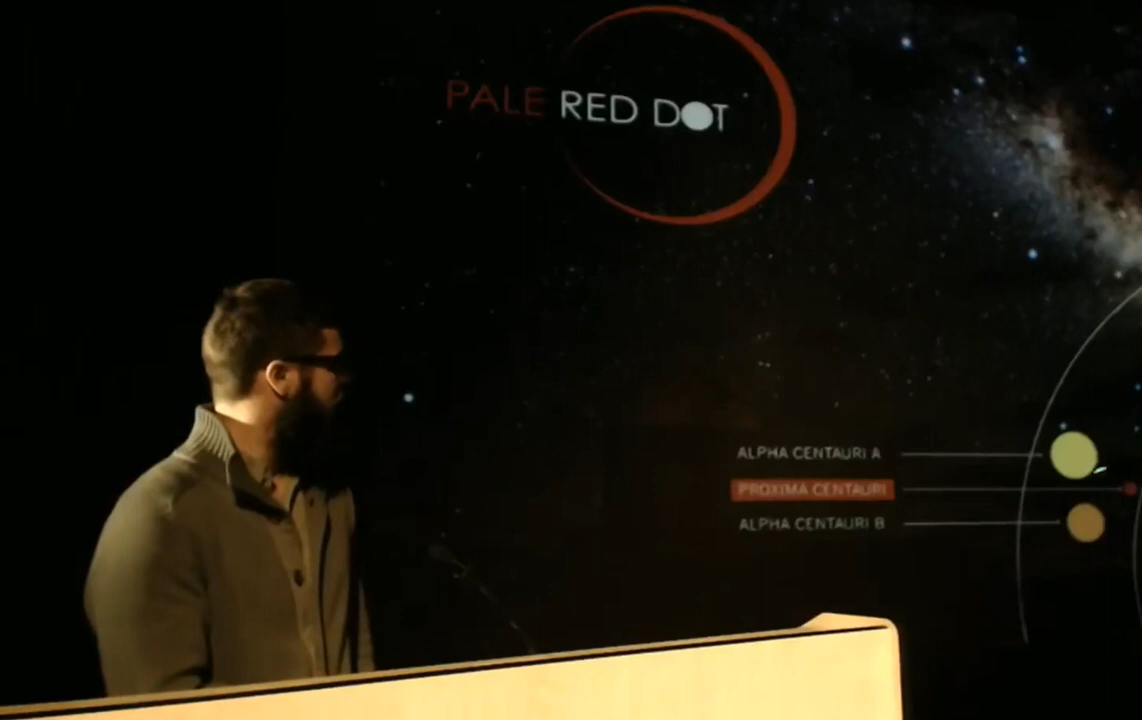 PALE RED DOT
ALPHA CENTAURI A
PROXIMA CENTAURI
ALPHA CENTAURI B